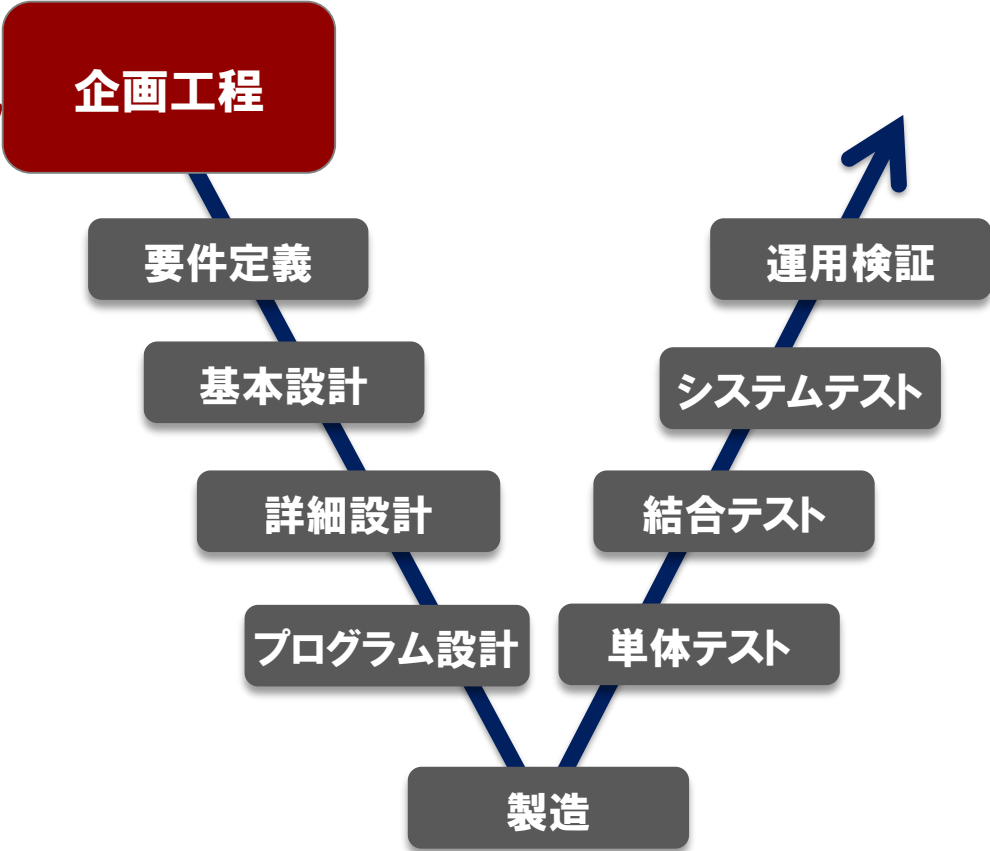 企画工程
要件定義
運用検証
基本設計
システムテスト
詳細設計
結合テスト
プログラム設計
単体テスト
製造